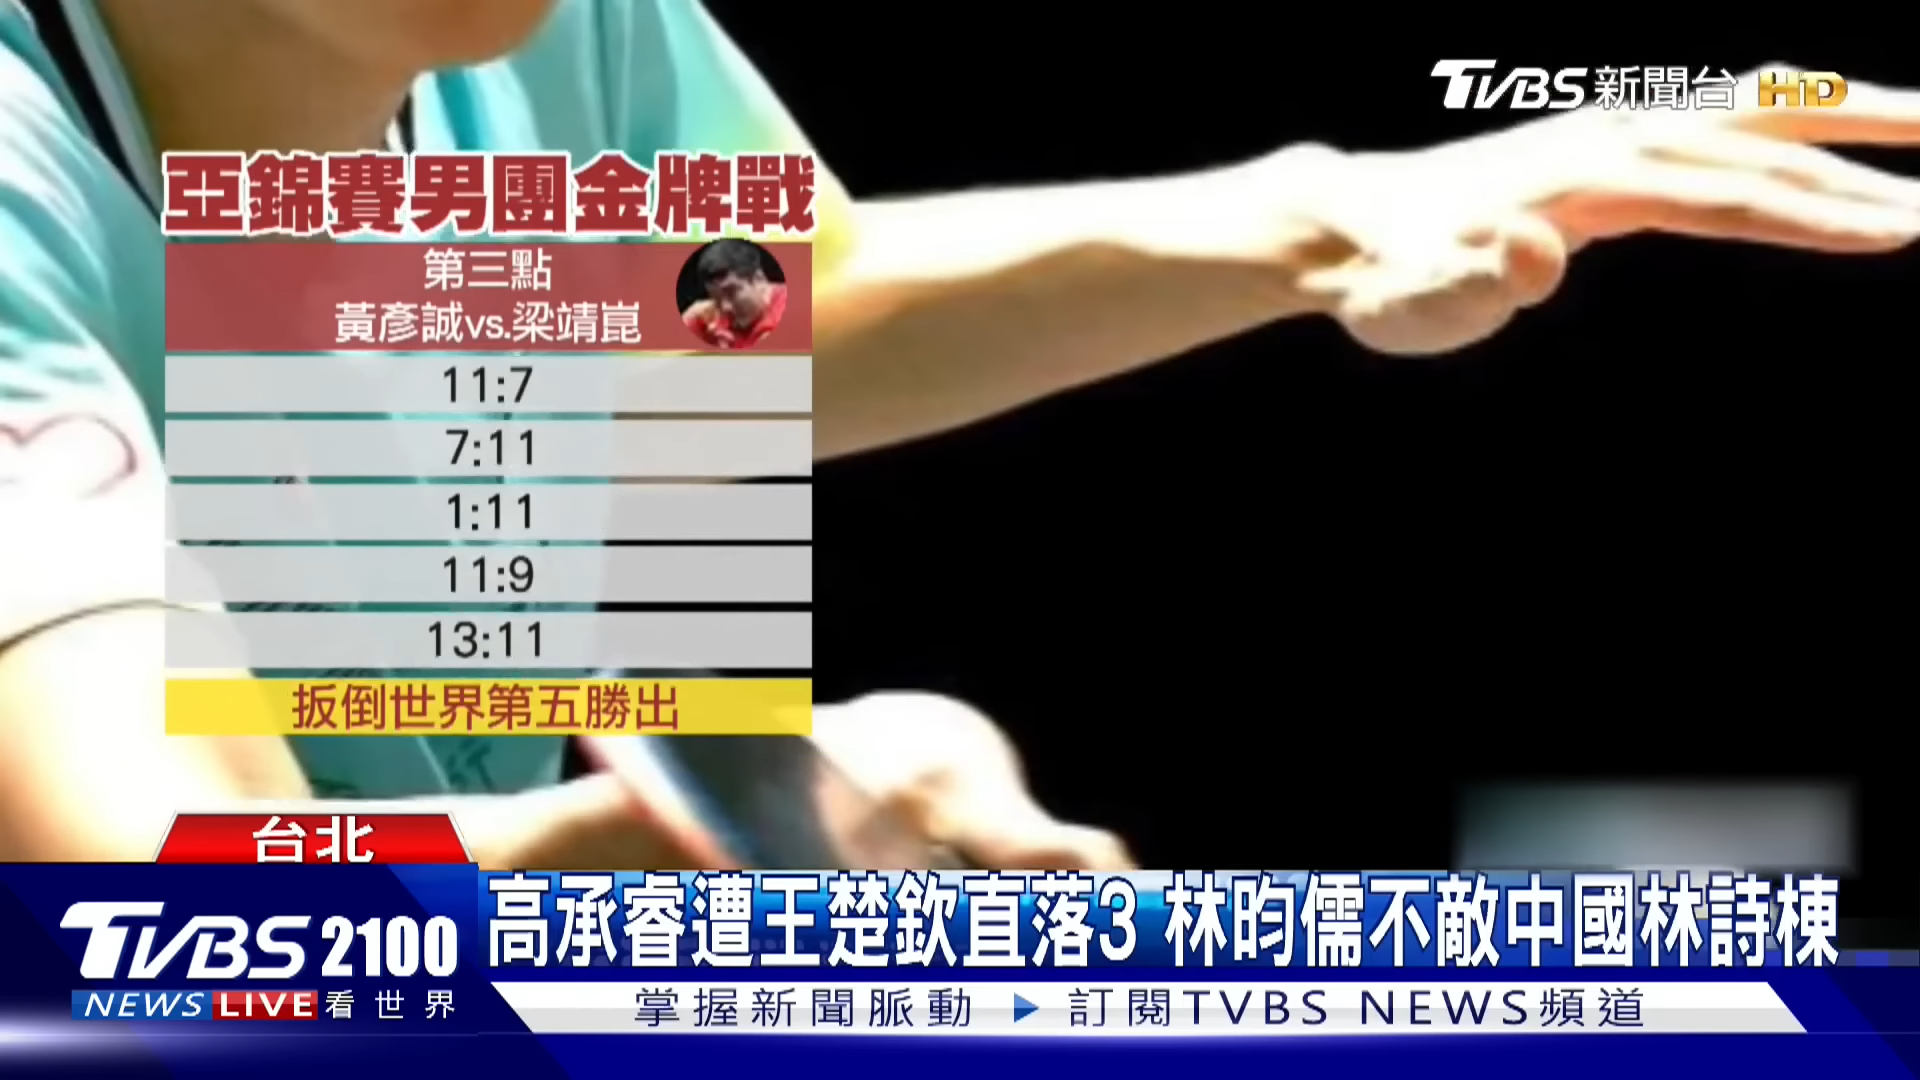 TVBS新聞台 HD
亞錦賽男團金牌戰
第三點
黃彥誠vs.梁靖崑
11:7
7:11
1:11
11:9
13:11
扳倒世界第五勝出
行
台北
高承睿遭王楚欽直落3 林昀儒不敵中國林詩棟
TVBS 2100
NEWS LIVE 看世界
掌握新聞脈動 ▶ 訂閱TVBS NEWS頻道